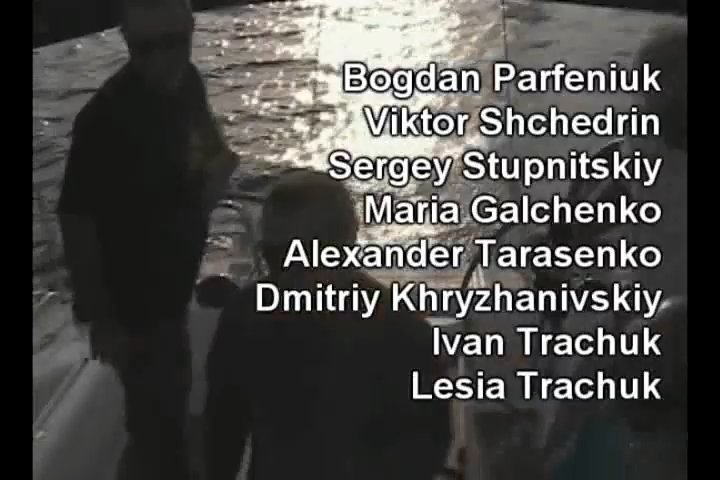 Bogdan Parfeniuk
Viktor Shchedrin
Sergey Stupnitskiy
Maria Galchenko
Alexander Tarasenko
Dmitriy Khryzhanivskiy
Ivan Trachuk
Lesia Trachuk